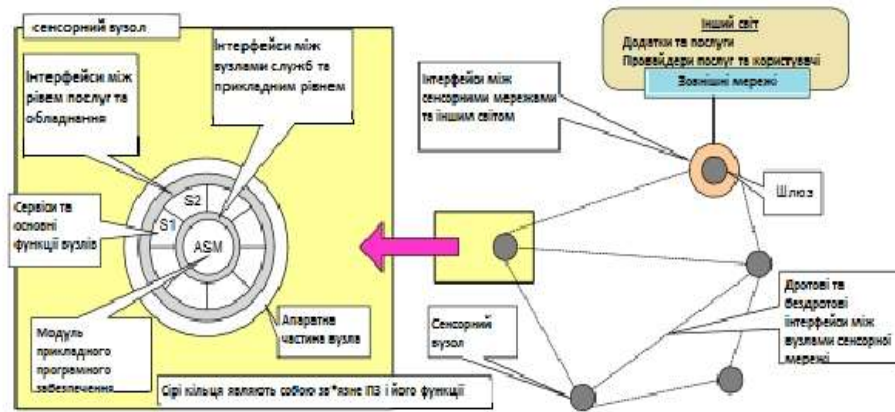 сенсорний вузол
Інтерфейси між
вузлами служб та
прикладним рівнем
Інтерфейси між
рівем послуг та
обладнання
S2
S1
ASM
Сервіси та
основні
функції вузлів
Модуль
прикладного
програмного
забезпечення
Апаратна
частина вузла
Сірі кільця являють собою зв*язне ПЗ і його функції
Інший світ
Додатки та послуги
Провайдери послуг та користувачі
Зовнішні мережі
Інтерфейси між
сенсорними мережами
та іншим світом
Шлюз
Сенсорний
вузол
Дротові та
бездротові
інтерфейси між
вузлами сенсорної
мережі